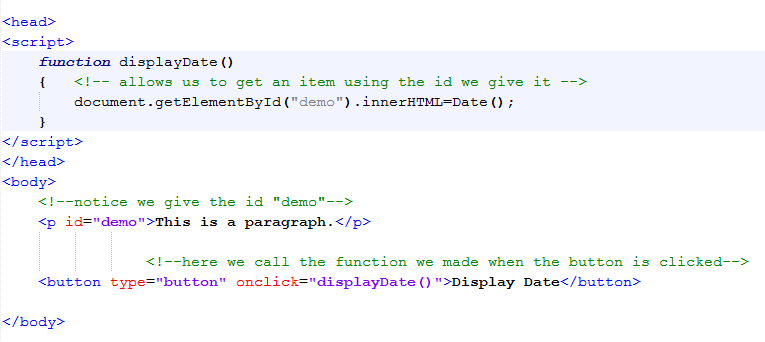 <head>
<script>
function displayDate()
{ <!-- allows us to get an item using the id we give it -->
document.getElementById("demo").innerHTML=Date();
}
</script>
</head>
<body>
<!--notice we give the id "demo"-->
<p id="demo">This is a paragraph.</p>
<!--here we call the function we made when the button is clicked-->
<button type="button" onclick="displayDate()">Display Date</button>
</body>